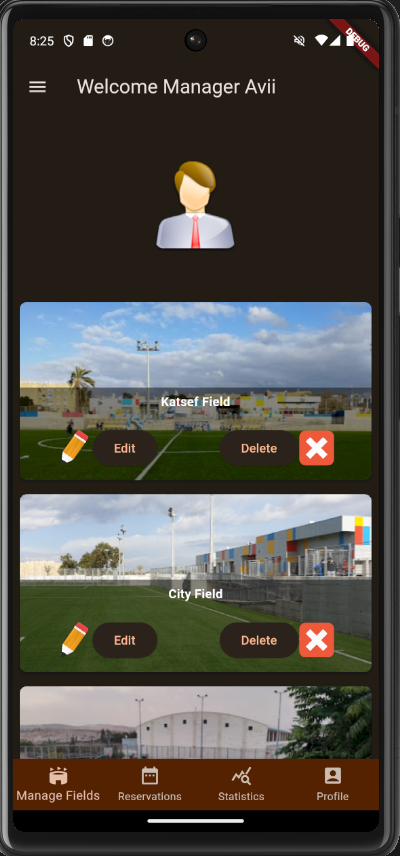 8:25
DEBUG
Welcome Manager Avii
Katsef Field
Edit
Delete
City Field
Edit
Delete
Manage Fields
Reservations
Statistics
Profile